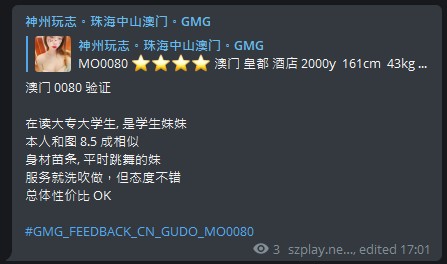 神州玩志•珠海中山澳门•GMG
神州玩志•珠海中山澳门•GMG
MO0080 ⭐⭐⭐⭐ 澳门 皇都 酒店 2000y 161cm 43kg ...
澳门 0080 验证
在读大专大学生, 是学生妹妹
本人和图 8.5 成相似
身材苗条, 平时跳舞的妹
服务就洗吹做，但态度不错
总体性价比 OK
#GMG_FEEDBACK_CN_GUDO_MO0080
3 szplay.ne..., edited 17:01